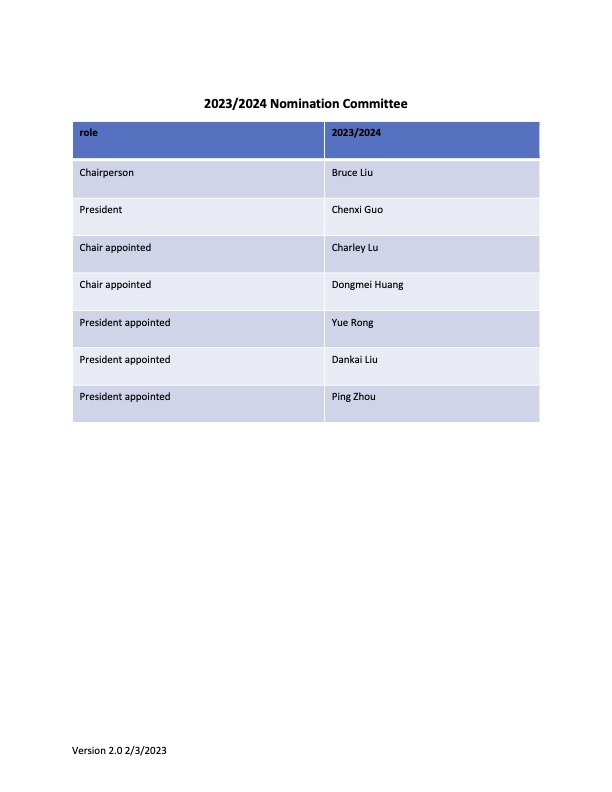 2023/2024 Nomination Committee
role 2023/2024
Chairperson Bruce Liu
President Chenxi Guo
Chair appointed Charley Lu
Chair appointed Dongmei Huang
President appointed Yue Rong
President appointed Dankai Liu
President appointed Ping Zhou
Version 2.0 2/3/2023